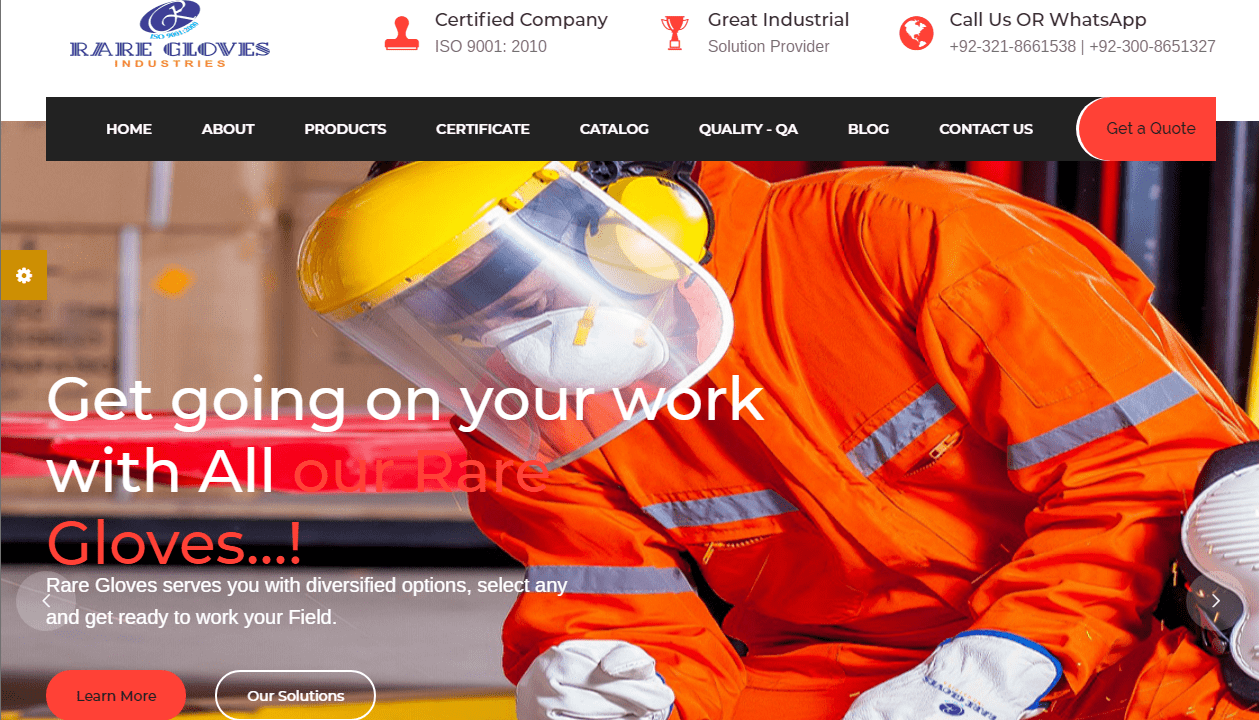 ISO 9001:2005
RARE GLOVES
INDUSTRIES
Certified Company
ISO 9001: 2010
Great Industrial
Solution Provider
Call Us OR WhatsApp
+92-321-8661538 | +92-300-8651327
HOME ABOUT PRODUCTS CERTIFICATE CATALOG QUALITY - QA BLOG CONTACT US Get a Quote
Get going on your work
with All our Rare
Gloves...!
Rare Gloves serves you with diversified options, select any
and get ready to work your Field.
Learn More Our Solutions